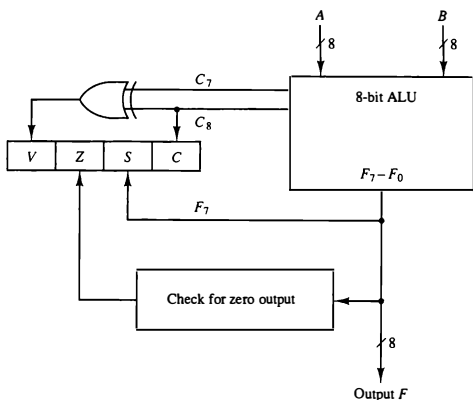 A B
8 8
C7
8-bit ALU
C8
V Z S C
F7 – F0
F7
Check for zero output
8
Output F